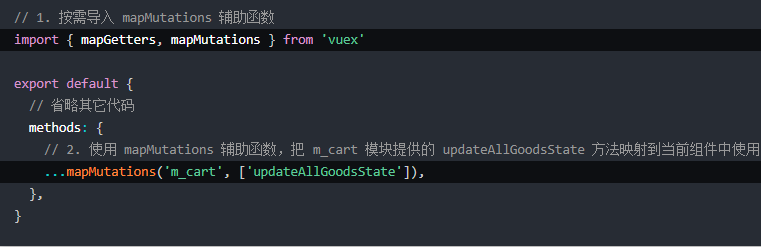 // 1. 按需导入 mapMutations 辅助函数
import { mapGetters, mapMutations } from 'vuex'
export default {
// 省略其它代码
methods: {
// 2. 使用 mapMutations 辅助函数，把 m_cart 模块提供的 updateAllGoodsState 方法映射到当前组件中使用
...mapMutations('m_cart', ['updateAllGoodsState']),
},
}